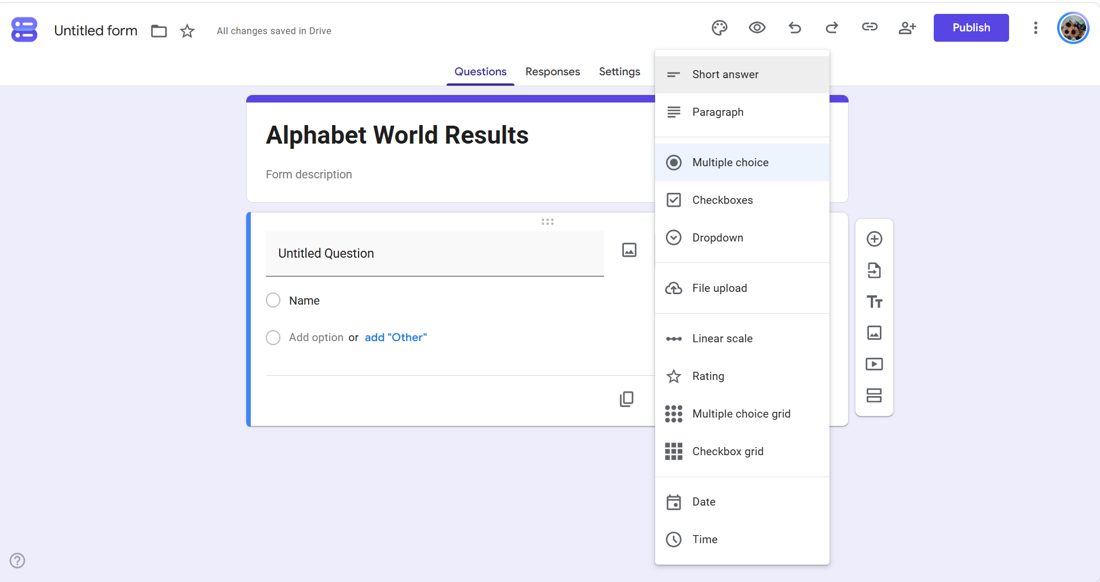 Untitled form
All changes saved in Drive
Publish
Questions
Responses
Settings
Alphabet World Results
Form description
Untitled Question
Name
Add option or add "Other"
Short answer
Paragraph
Multiple choice
Checkboxes
Dropdown
File upload
Linear scale
Rating
Multiple choice grid
Checkbox grid
Date
Time
Tт
?